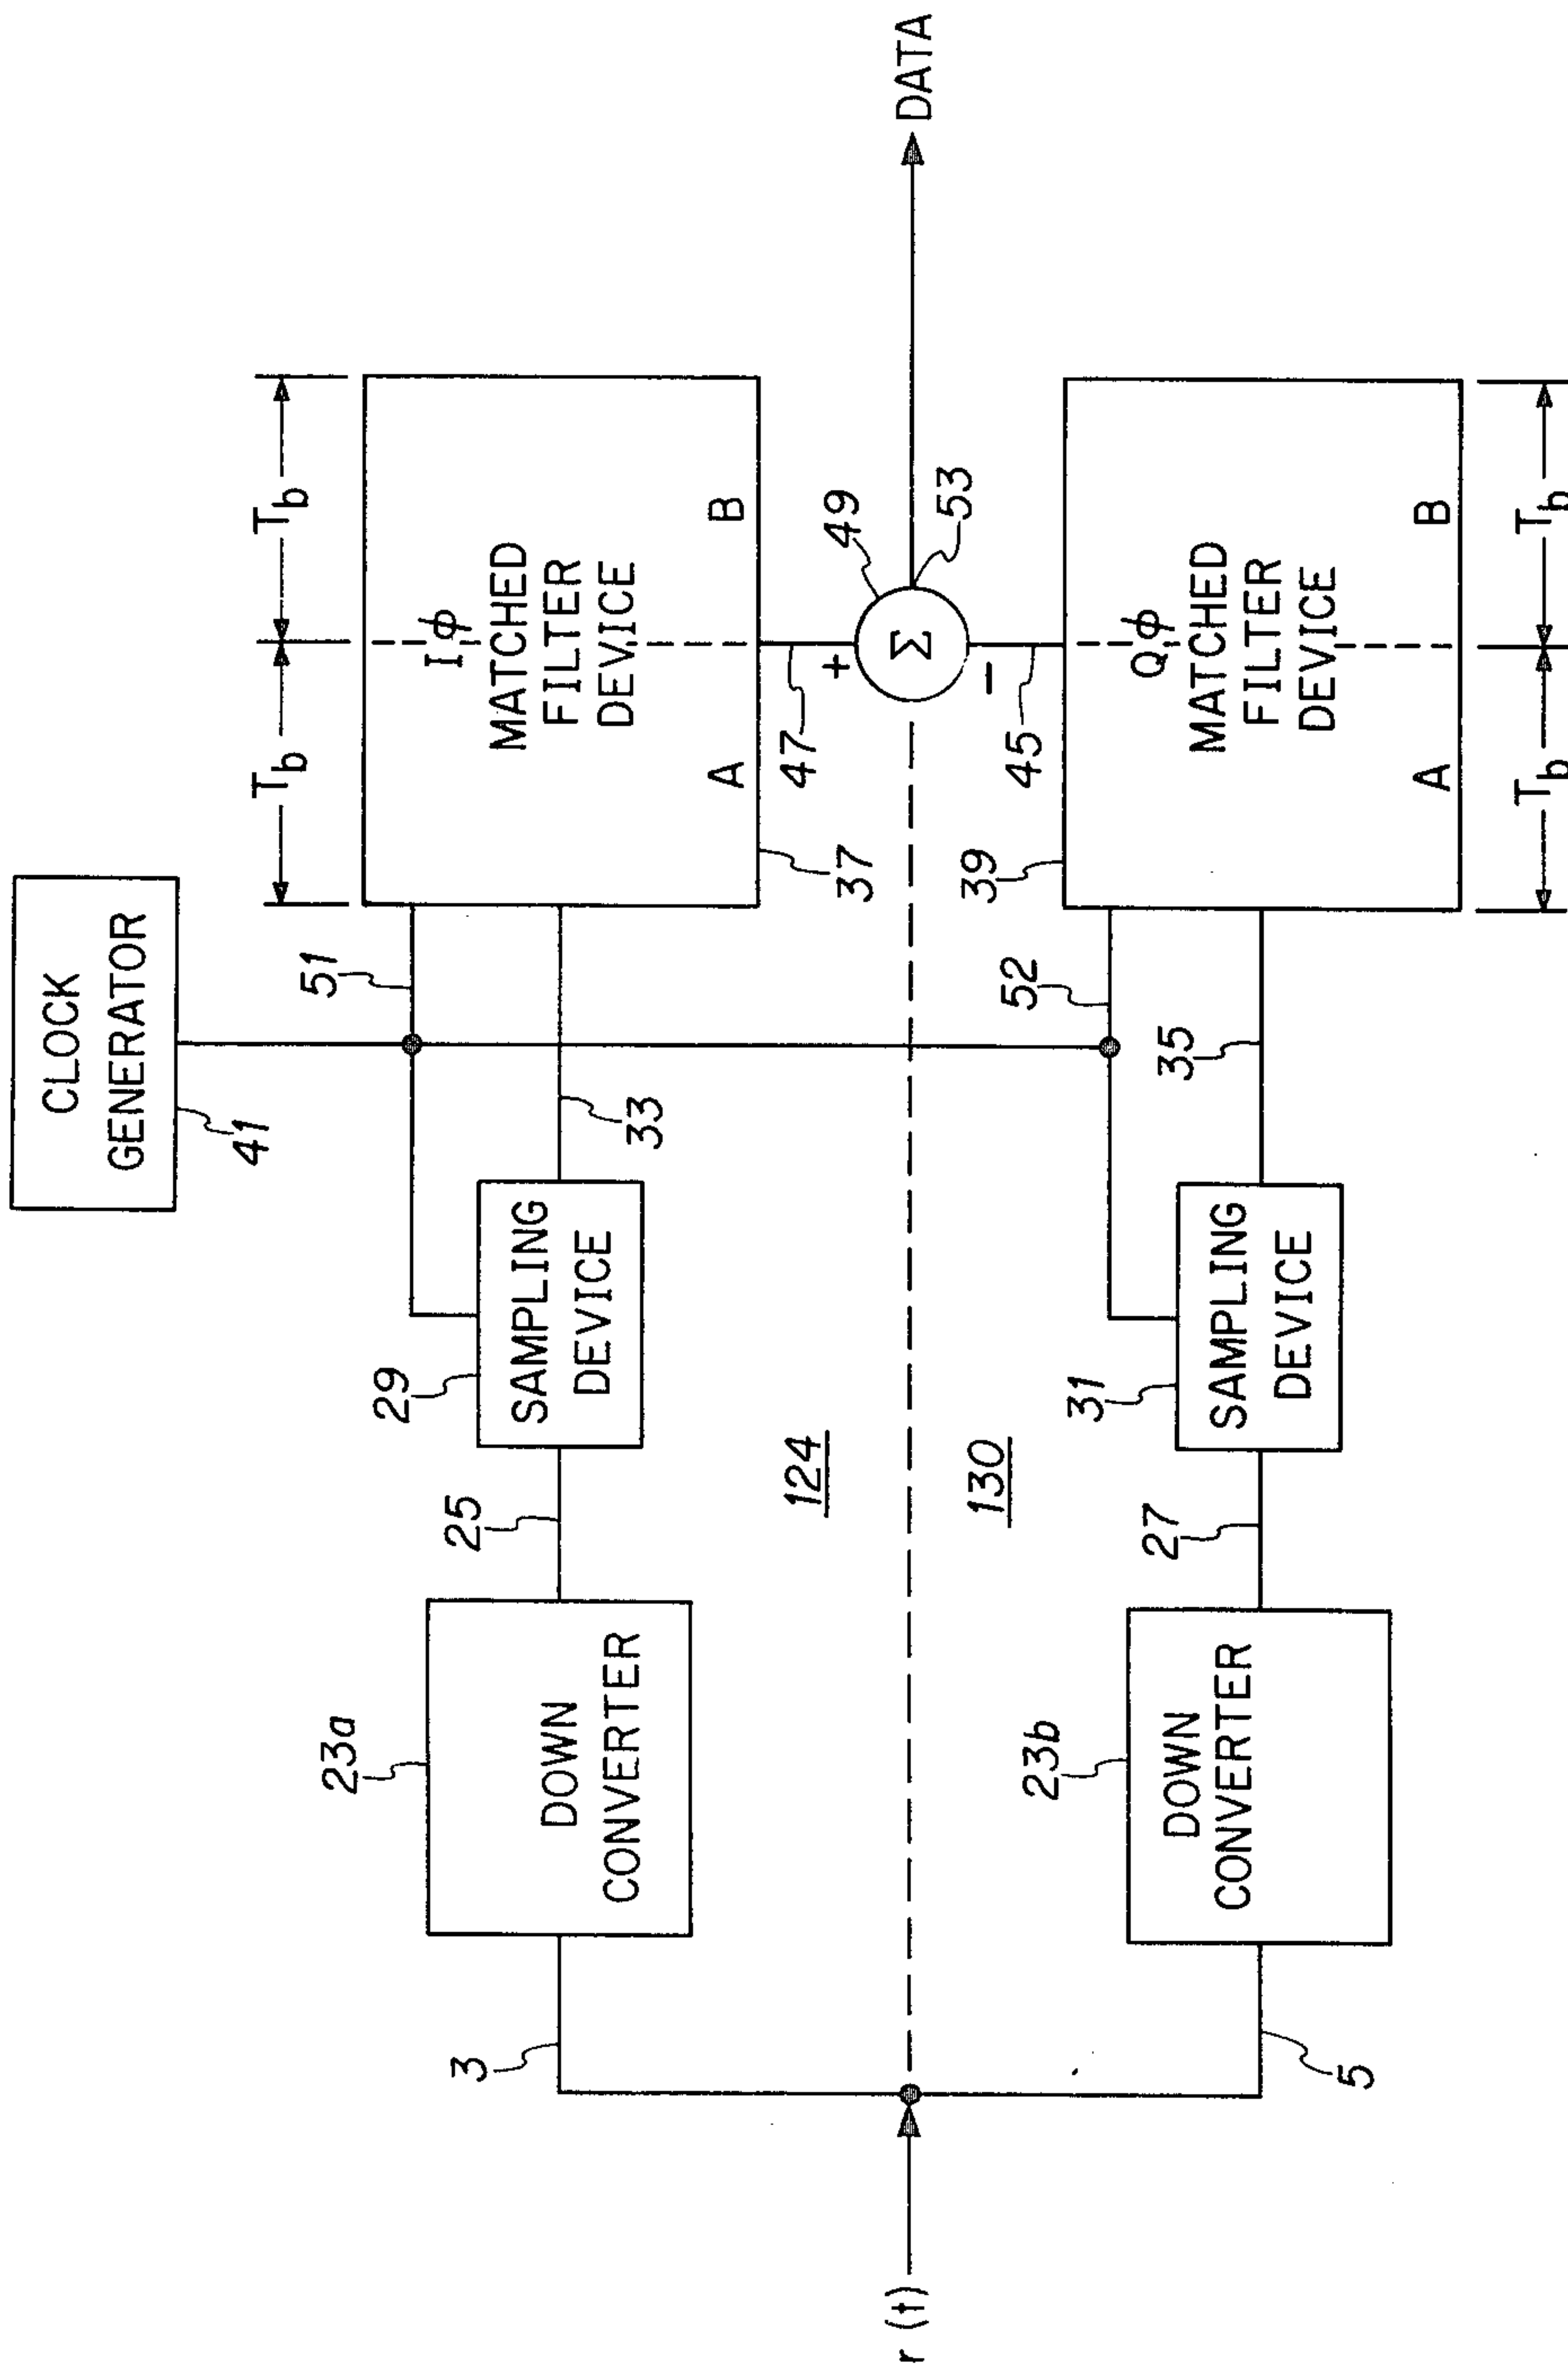 CLOCK
GENERATOR
41
T_b
T_b
51
Iϕ
MATCHED
FILTER
DEVICE
A
B
37
47
+
Σ
49
53
DATA
−
45
29
SAMPLING
DEVICE
33
25
23a
DOWN
CONVERTER
3
124
r (t)
130
5
23b
DOWN
CONVERTER
27
31
SAMPLING
DEVICE
35
52
39
Qϕ
MATCHED
FILTER
DEVICE
A
B
T_b
T_b